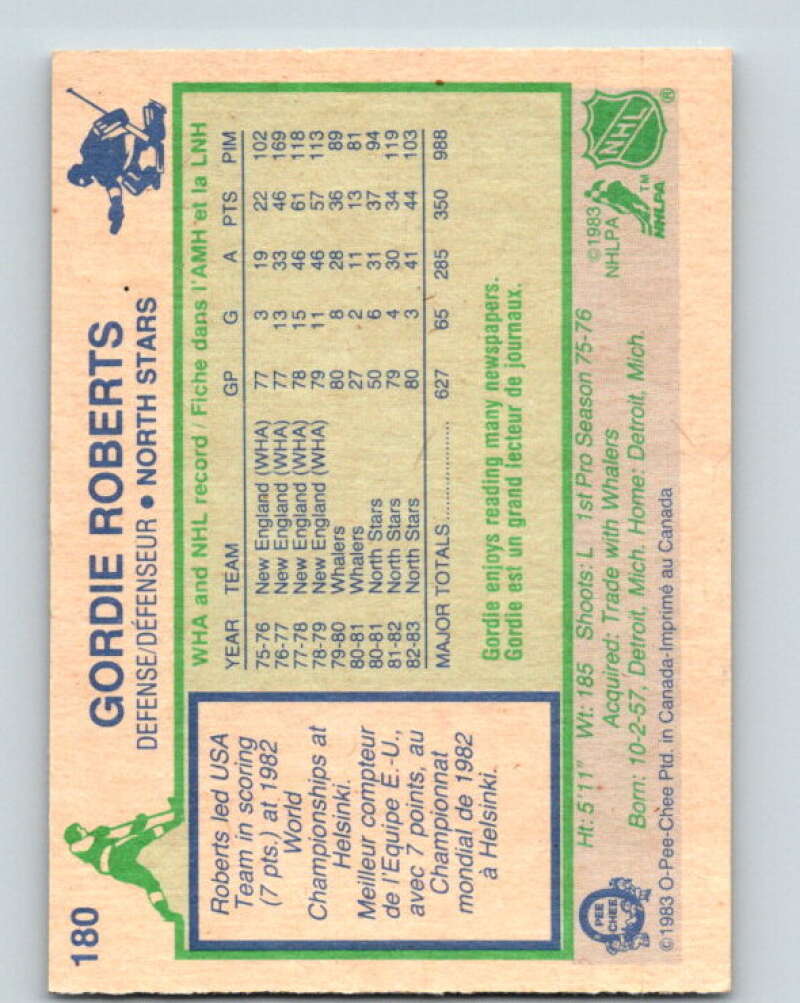 180
GORDIE ROBERTS
DEFENSE/DÉFENSEUR • NORTH STARS
Roberts led USA
Team in scoring
(7 pts.) at 1982
World
Championships at
Helsinki.
Meilleur compteur
de l'Equipe E.-U.,
avec 7 points, au
Championnat
mondial de 1982
à Helsinki.
WHA and NHL record / Fiche dans l'AMH et la LNH
YEAR TEAM GP G A PTS PIM
75-76 New England (WHA) 77 3 19 22 102
76-77 New England (WHA) 77 13 33 46 169
77-78 New England (WHA) 78 15 46 61 118
78-79 New England (WHA) 79 11 46 57 113
79-80 Whalers 80 8 28 36 89
80-81 Whalers 27 2 11 13 81
80-81 North Stars 50 6 31 37 94
81-82 North Stars 79 4 30 34 119
82-83 North Stars 80 3 41 44 103
MAJOR TOTALS.................. 627 65 285 350 988
Gordie enjoys reading many newspapers.
Gordie est un grand lecteur de journaux.
Ht: 5'11" Wt: 185 Shoots: L 1st Pro Season 75-76
Acquired: Trade with Whalers
Born: 10-2-57, Detroit, Mich. Home: Detroit, Mich.
©1983
NHLPA
NHLPA
TM
NHL
®
O
PEE
CHEE
©1983 O-Pee-Chee Ptd. in Canada-Imprimé au Canada